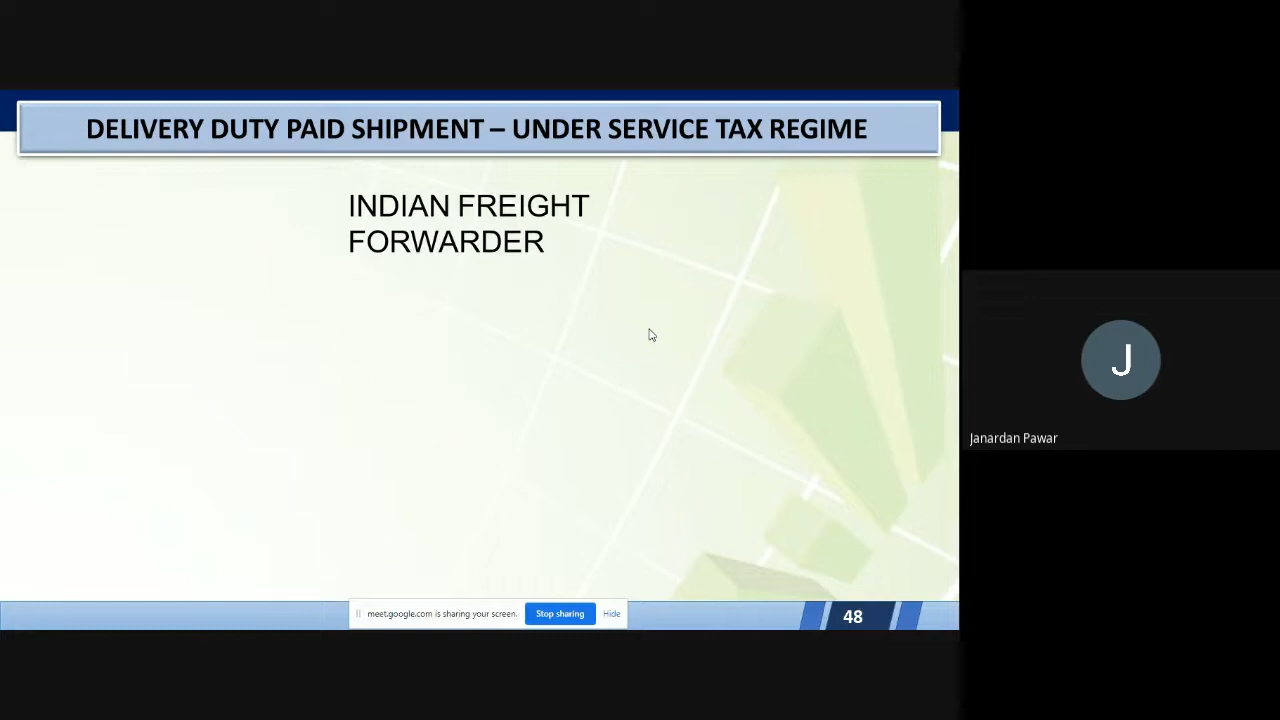 DELIVERY DUTY PAID SHIPMENT – UNDER SERVICE TAX REGIME
INDIAN FREIGHT
FORWARDER
J
Janardan Pawar
meet.google.com is sharing your screen. Stop sharing Hide
48